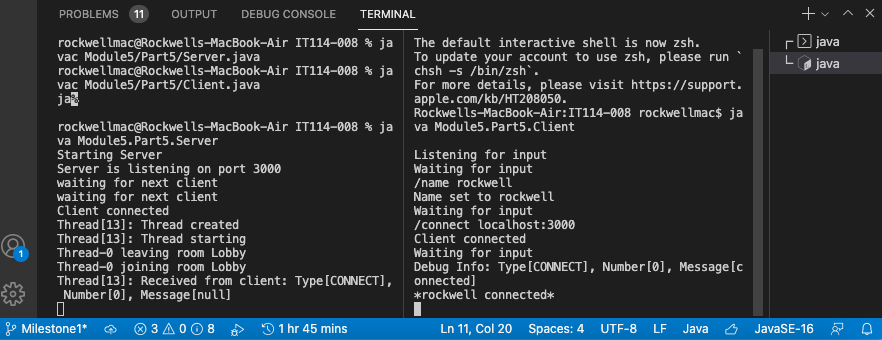 PROBLEMS 11 OUTPUT DEBUG CONSOLE TERMINAL
rockwellmac@Rockwells-MacBook-Air IT114-008 % ja
vac Module5/Part5/Server.java
rockwellmac@Rockwells-MacBook-Air IT114-008 % ja
vac Module5/Part5/Client.java
ja%
rockwellmac@Rockwells-MacBook-Air IT114-008 % ja
va Module5.Part5.Server
Starting Server
Server is listening on port 3000
waiting for next client
waiting for next client
Client connected
Thread[13]: Thread created
Thread[13]: Thread starting
Thread-0 leaving room Lobby
Thread-0 joining room Lobby
Thread[13]: Received from client: Type[CONNECT],
Number[0], Message[null]
The default interactive shell is now zsh.
To update your account to use zsh, please run `
chsh -s /bin/zsh`.
For more details, please visit https://support.
apple.com/kb/HT208050.
Rockwells-MacBook-Air:IT114-008 rockwellmac$ ja
va Module5.Part5.Client
Listening for input
Waiting for input
/name rockwell
Name set to rockwell
Waiting for input
/connect localhost:3000
Client connected
Waiting for input
Debug Info: Type[CONNECT], Number[0], Message[c
onnected]
*rockwell connected*
java
java
1
Milestone1* 3 0 8 1 hr 45 mins Ln 11, Col 20 Spaces: 4 UTF-8 LF Java JavaSE-16